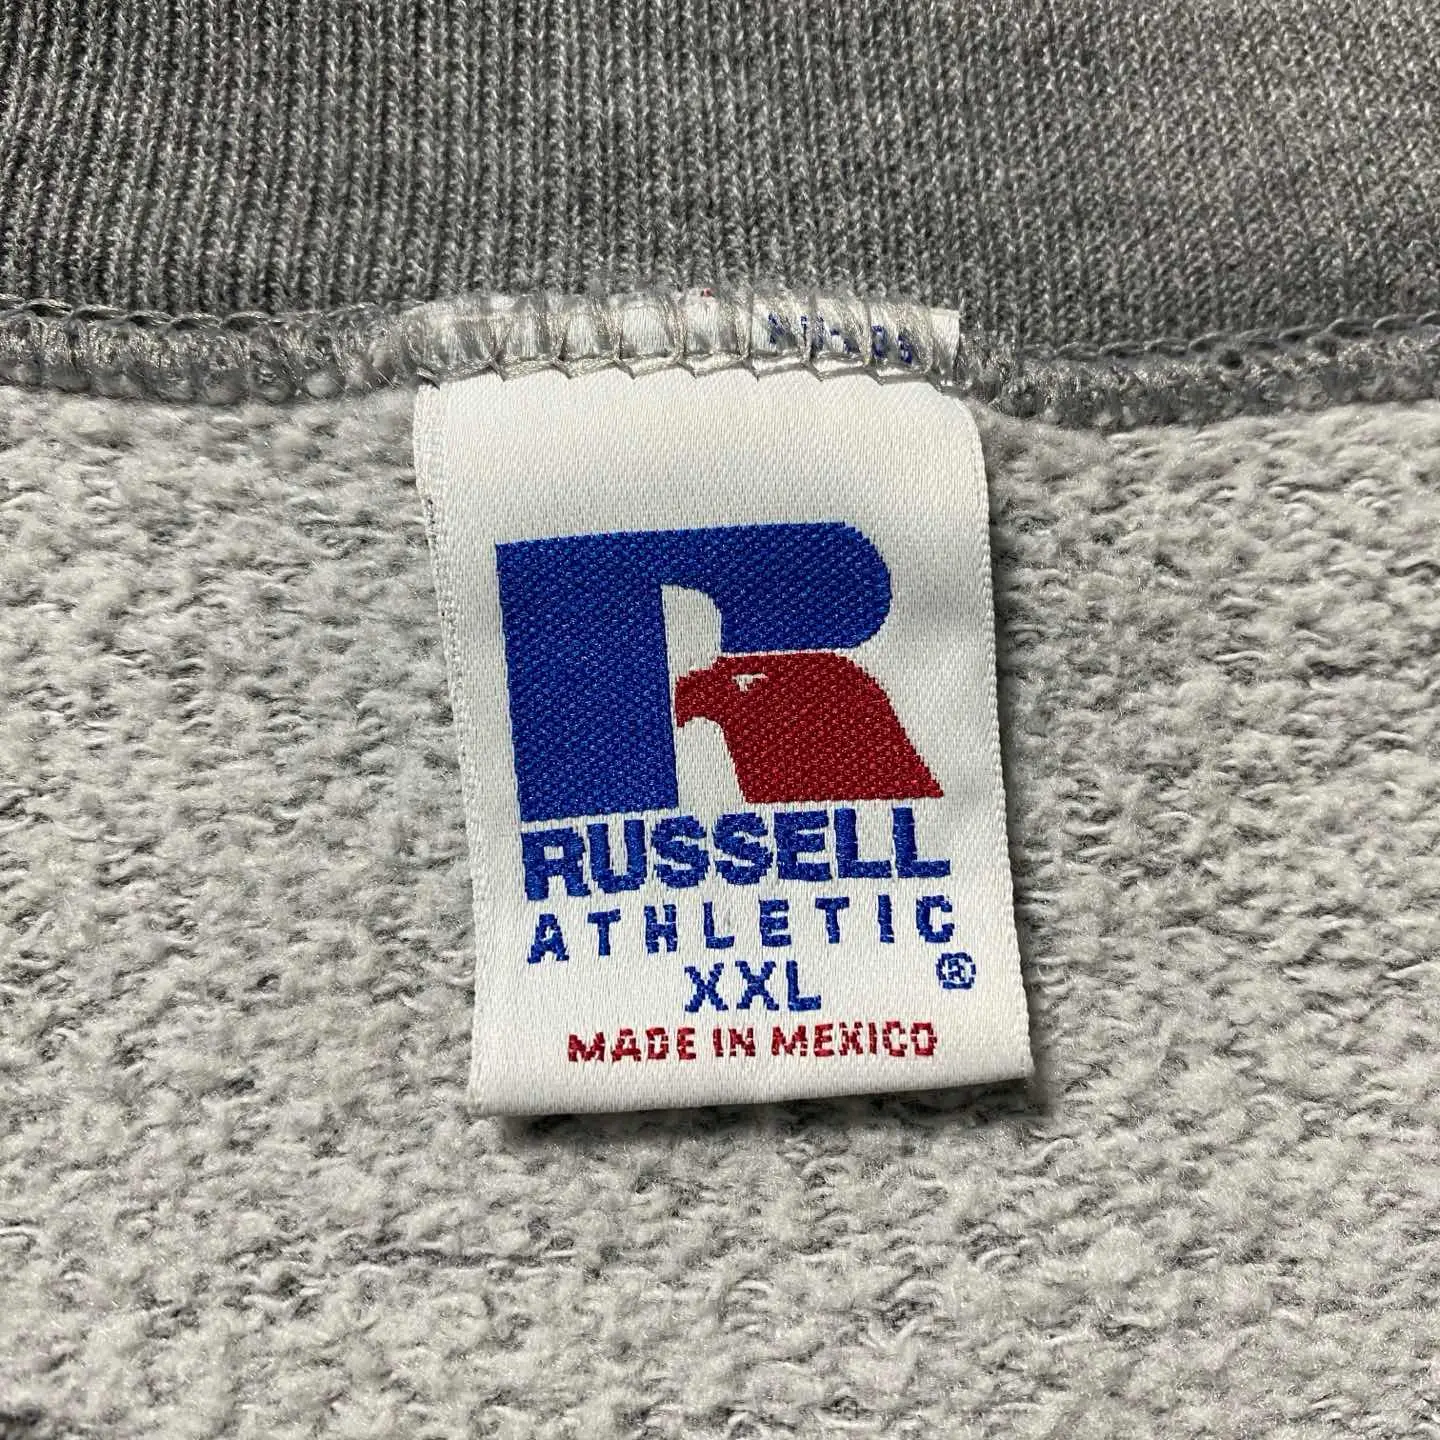 RUSSELL
ATHLETIC
®
XXL
MADE IN MEXICO